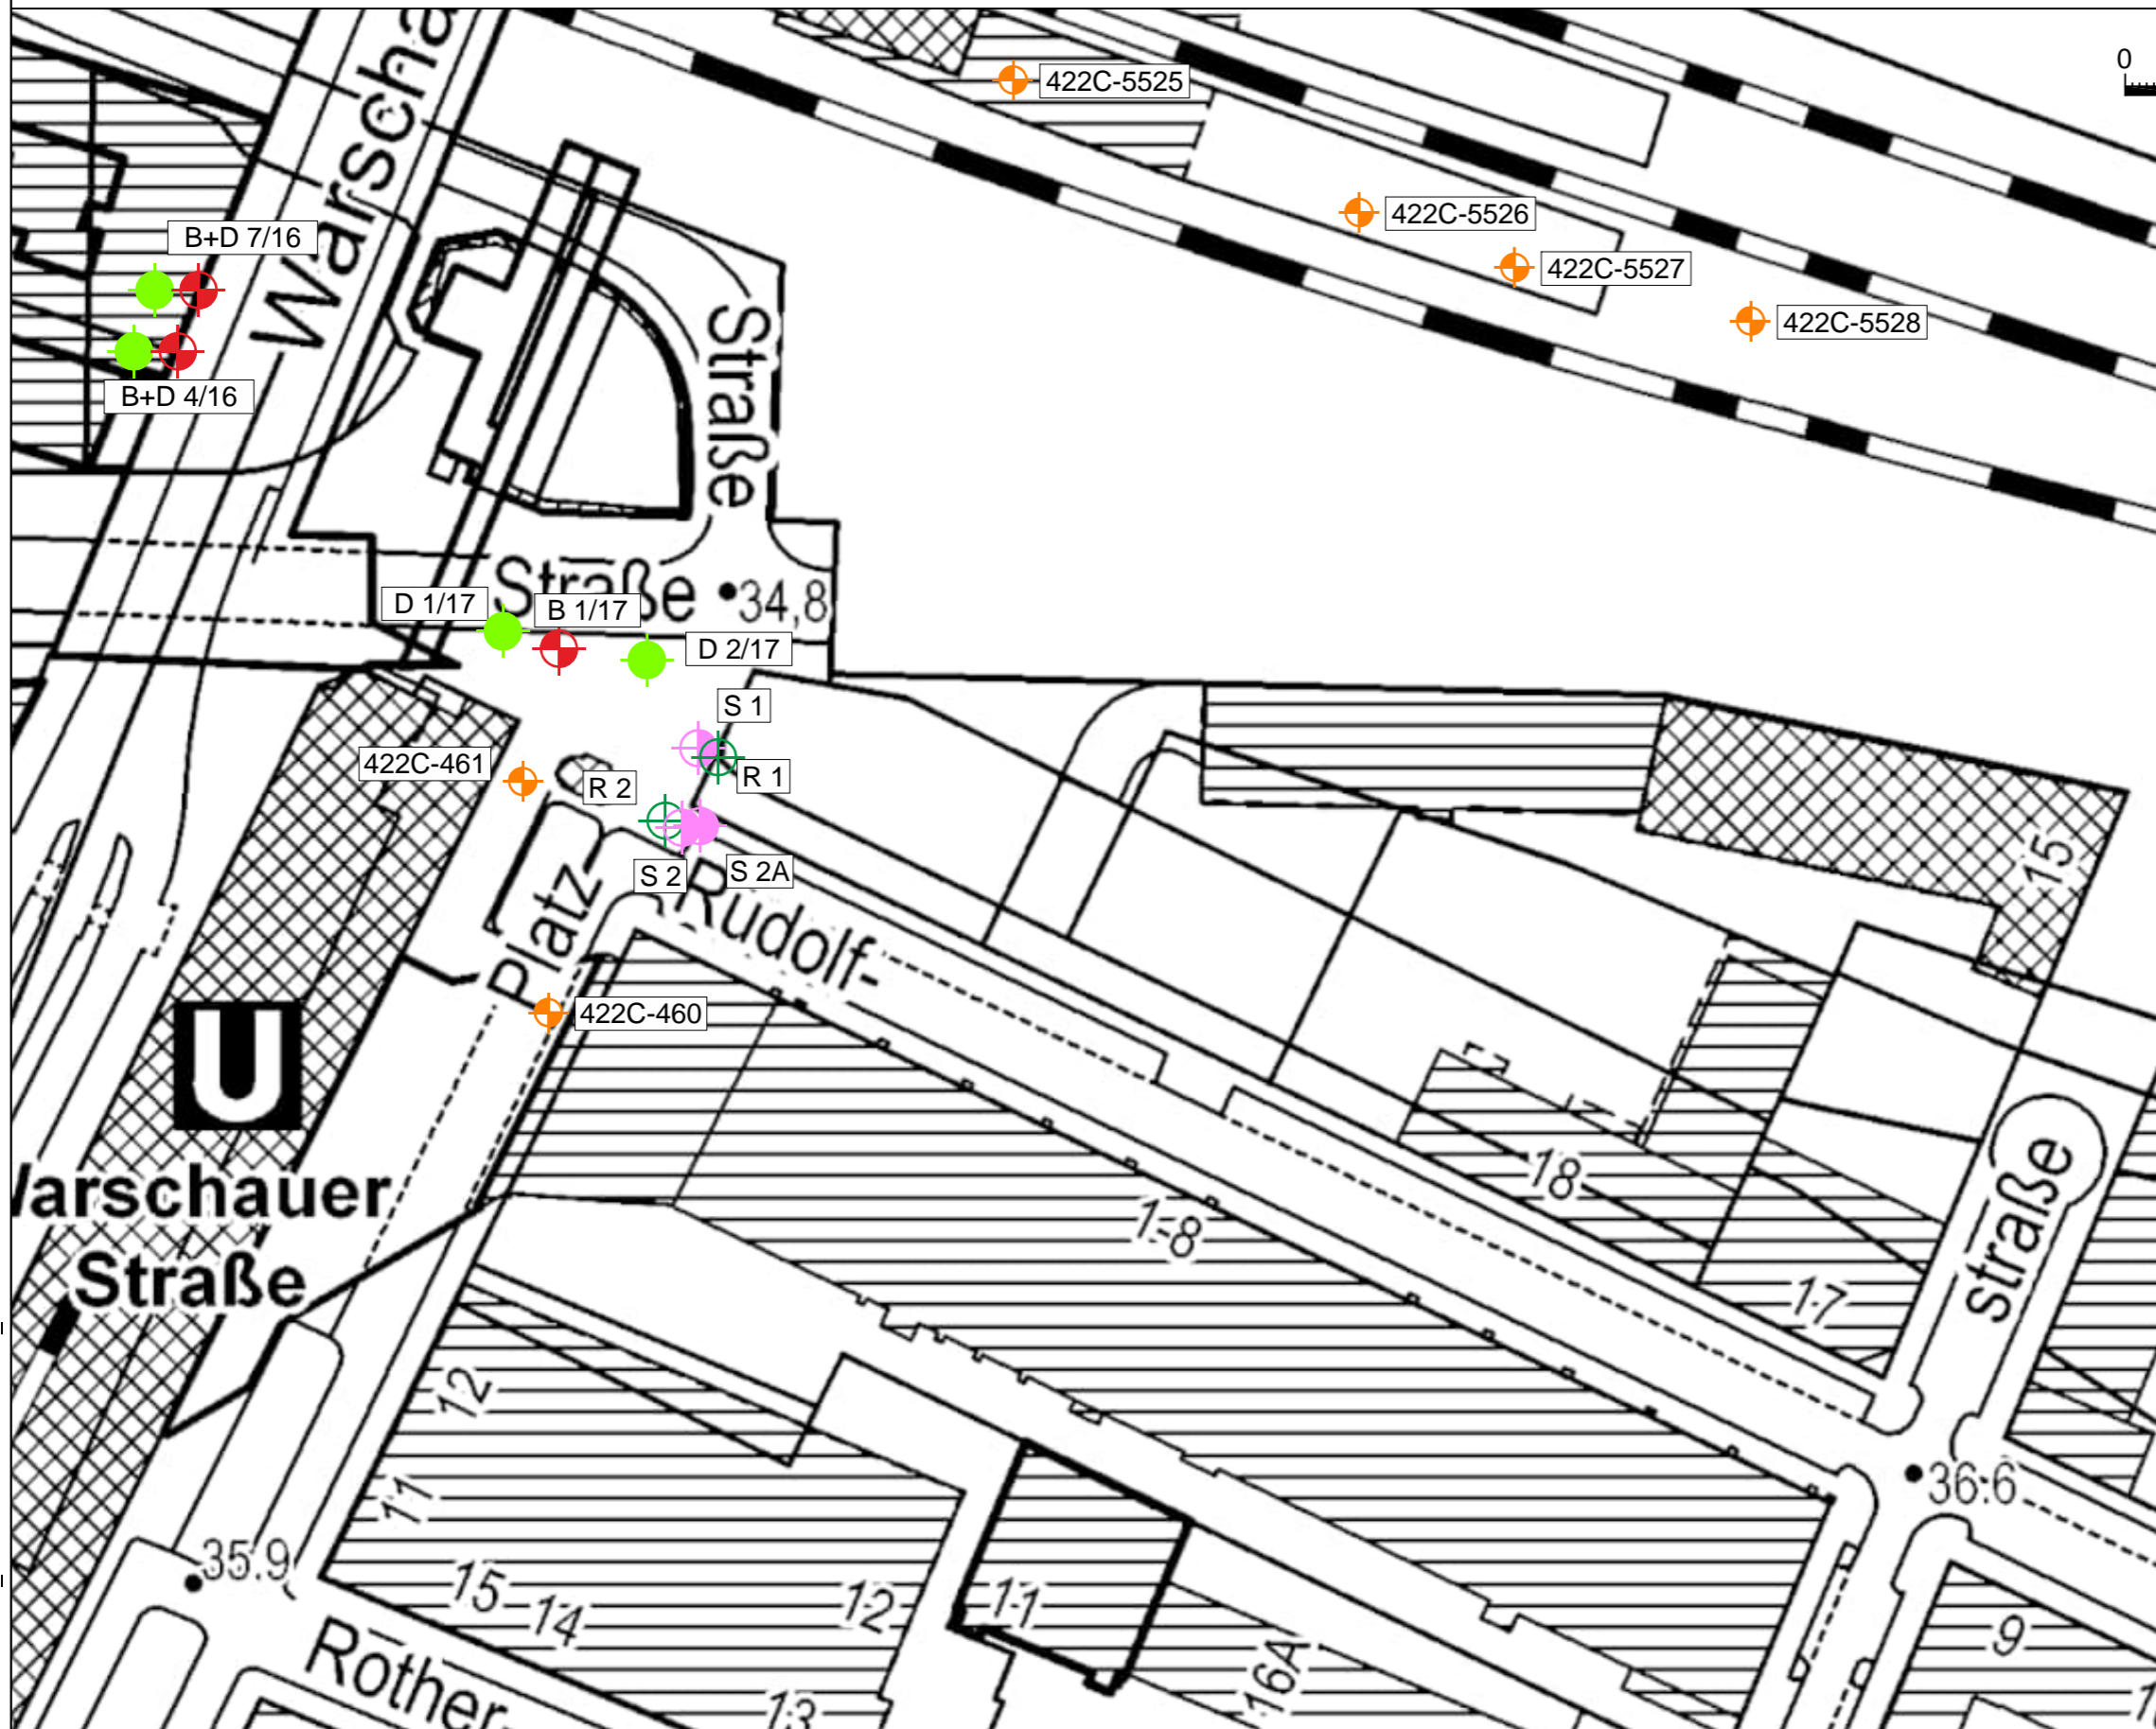 0
Warscha
422C-5525
422C-5526
422C-5527
422C-5528
B+D 7/16
B+D 4/16
Straße
Straße
34,8
D 1/17
B 1/17
D 2/17
S 1
R 1
422C-461
R 2
S 2
S 2A
Platz
Rudolf-
422C-460
15
U
Warschauer
Straße
1-8
18
17
straße
12
11
36.6
35.9
15
14
12
11
16A
9
13
Rother-